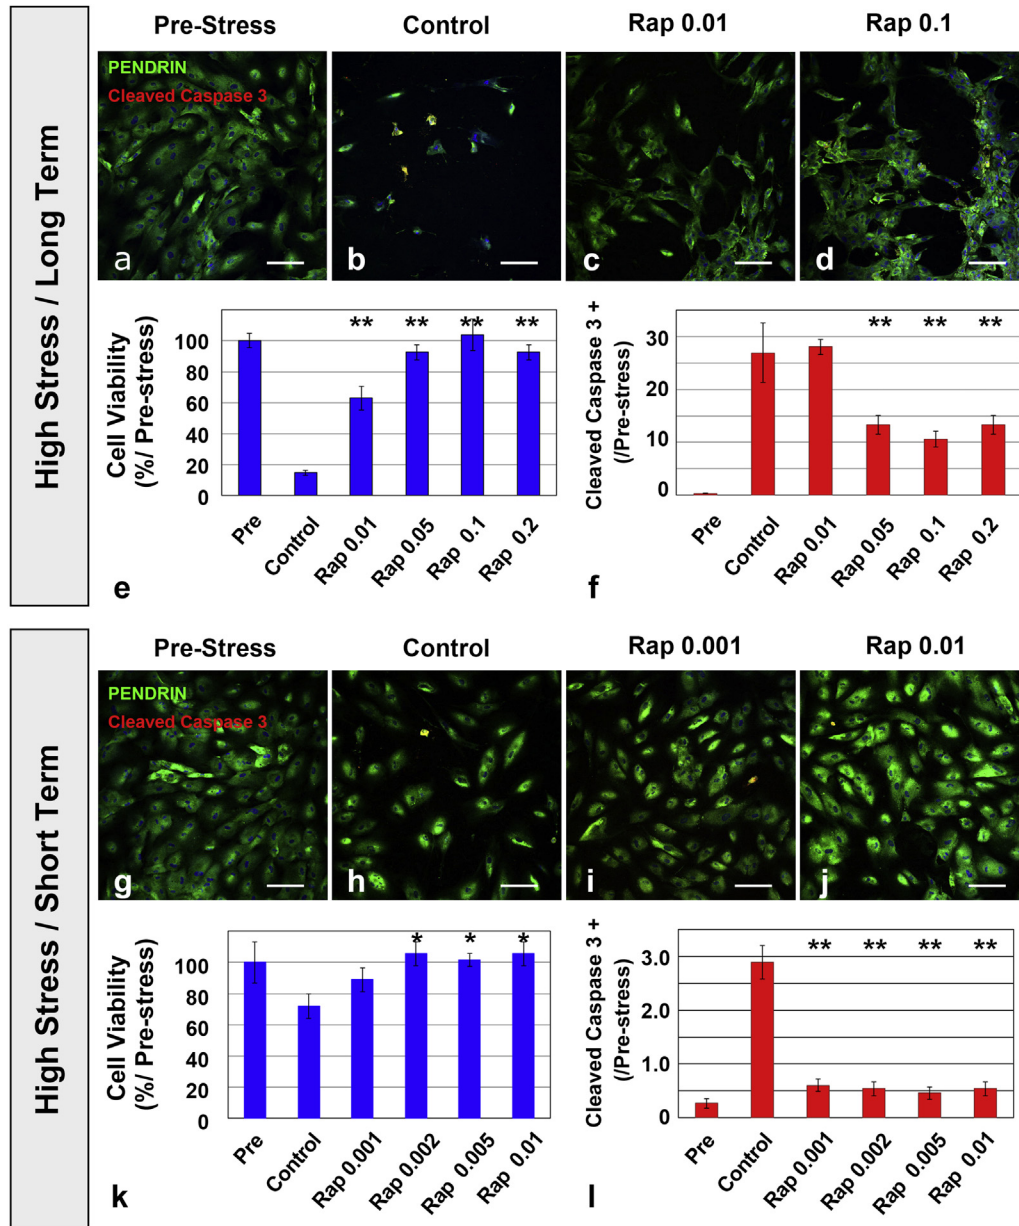 High Stress / Long Term
Pre-Stress
Control
Rap 0.01
Rap 0.1
PENDRIN
Cleaved Caspase 3
a
b
c
d
Cell Viability
(%/ Pre-stress)
100
80
60
40
20
0
** ** ** **
Pre
Control
Rap 0.01
Rap 0.05
Rap 0.1
Rap 0.2
e
Cleaved Caspase 3 +
(/Pre-stress)
30
20
10
0
** ** **
Pre
Control
Rap 0.01
Rap 0.05
Rap 0.1
Rap 0.2
f
High Stress / Short Term
Pre-Stress
Control
Rap 0.001
Rap 0.01
PENDRIN
Cleaved Caspase 3
g
h
i
j
Cell Viability
(%/ Pre-stress)
100
80
60
40
20
0
* * *
Pre
Control
Rap 0.001
Rap 0.002
Rap 0.005
Rap 0.01
k
Cleaved Caspase 3 +
(/Pre-stress)
3.0
2.0
1.0
0
** ** ** **
Pre
Control
Rap 0.001
Rap 0.002
Rap 0.005
Rap 0.01
l